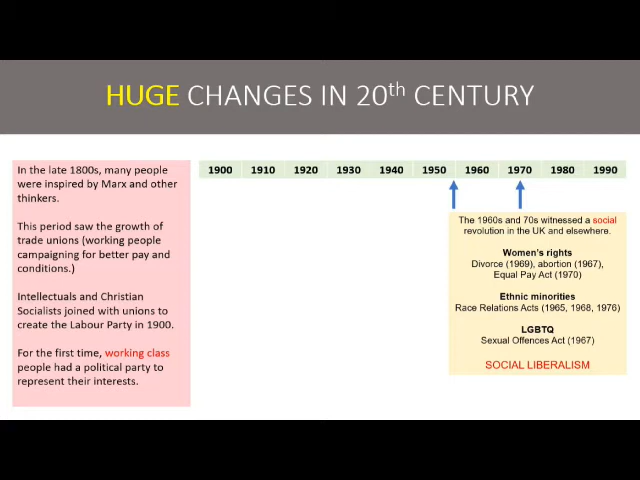 HUGE CHANGES IN 20th CENTURY
In the late 1800s, many people
were inspired by Marx and other
thinkers.
This period saw the growth of
trade unions (working people
campaigning for better pay and
conditions.)
Intellectuals and Christian
Socialists joined with unions to
create the Labour Party in 1900.
For the first time, working class
people had a political party to
represent their interests.
1900 1910 1920 1930 1940 1950 1960 1970 1980 1990
The 1960s and 70s witnessed a social
revolution in the UK and elsewhere.
Women's rights
Divorce (1969), abortion (1967),
Equal Pay Act (1970)
Ethnic minorities
Race Relations Acts (1965, 1968, 1976)
LGBTQ
Sexual Offences Act (1967)
SOCIAL LIBERALISM